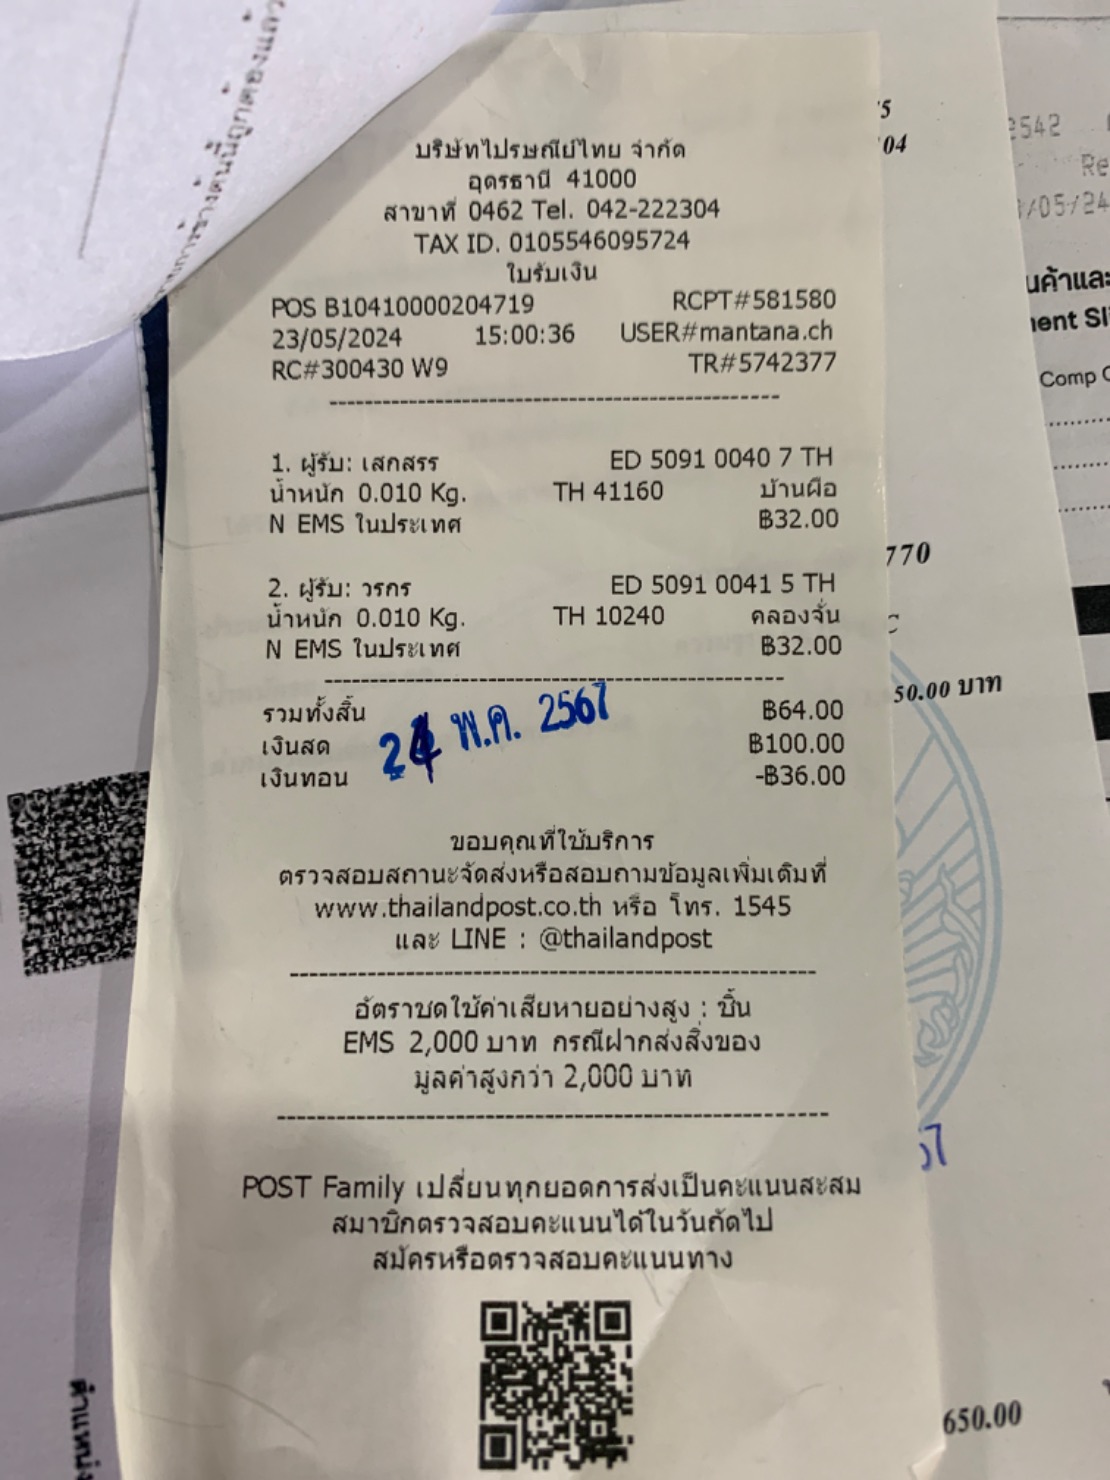 บริษัทไปรษณีย์ไทย จำกัด
อุดรธานี 41000
สาขาที่ 0462 Tel. 042-222304
TAX ID. 0105546095724
ใบรับเงิน
POS B10410000204719 RCPT#581580
23/05/2024 15:00:36 USER#mantana.ch
RC#300430 W9 TR#5742377
1. ผู้รับ: เสกสรร ED 5091 0040 7 TH
น้ำหนัก 0.010 Kg. TH 41160 บ้านผือ
N EMS ในประเทศ ฿32.00
2. ผู้รับ: วรกร ED 5091 0041 5 TH
น้ำหนัก 0.010 Kg. TH 10240 คลองจั่น
N EMS ในประเทศ ฿32.00
รวมทั้งสิ้น ฿64.00
เงินสด ฿100.00
เงินทอน -฿36.00
24 พ.ค. 2567
ขอบคุณที่ใช้บริการ
ตรวจสอบสถานะจัดส่งหรือสอบถามข้อมูลเพิ่มเติมที่
www.thailandpost.co.th หรือ โทร. 1545
และ LINE : @thailandpost
อัตราชดใช้ค่าเสียหายอย่างสูง : ชิ้น
EMS 2,000 บาท กรณีฝากส่งสิ่งของ
มูลค่าสูงกว่า 2,000 บาท
POST Family เปลี่ยนทุกยอดการส่งเป็นคะแนนสะสม
สมาชิกตรวจสอบคะแนนได้ในวันถัดไป
สมัครหรือตรวจสอบคะแนนทาง
04
2542
/05/24
Comp
770
50.00 บาท
650.00